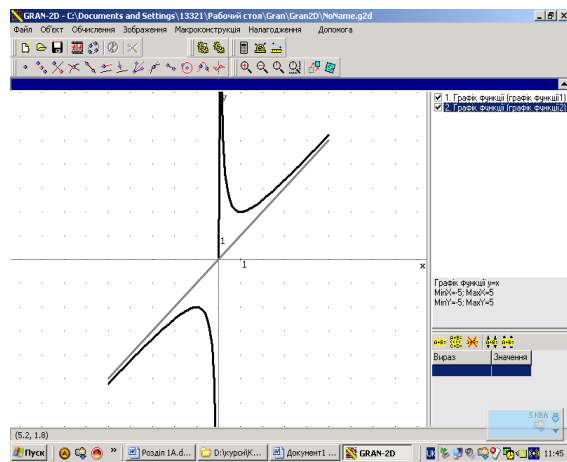 GRAN-2D - C:\Documents and Settings\13321\Рабочий стол\Gran\Gran2D\NoName.g2d
Файл Об'єкт Обчислення Зображення Макроконструкція Налагодження Допомога
1. Графік функції (графік функції1)
2. Графік функції (графік функції2)
y
1
1
x
Графік функції y=x
MinX=-5; MaxX=5
MinY=-5; MaxY=5
Вираз Значення
5 KB/s
(5.2, 1.8)
Пуск
»
Розділ 1А.d...
D:\курси\К...
Документ1 ...
GRAN-2D
Uk
11:45